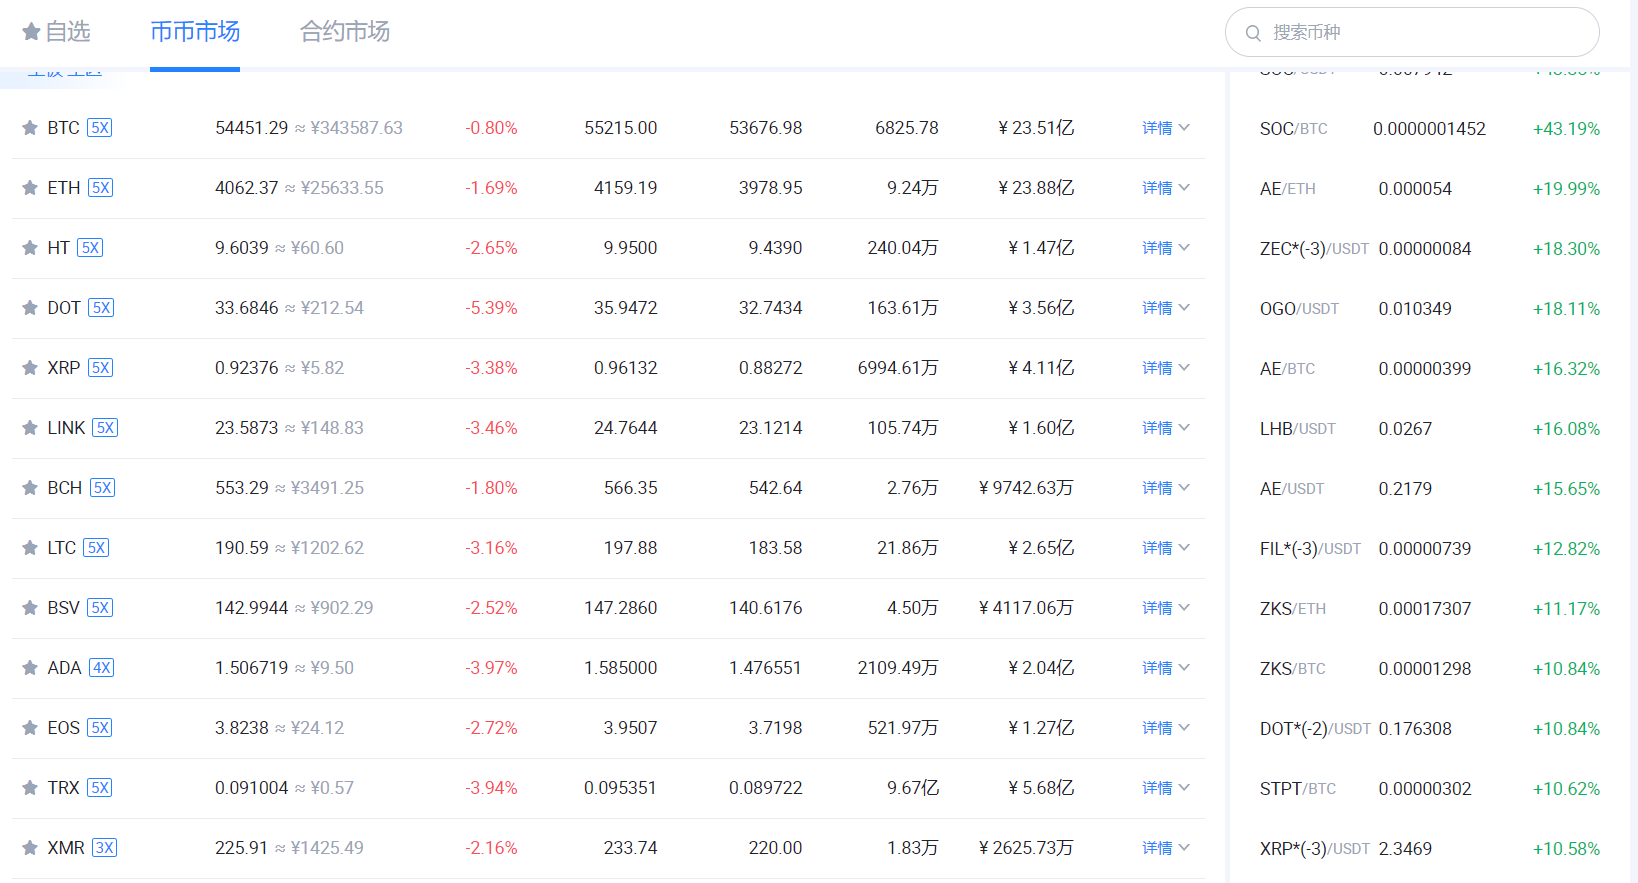 自选 币币市场 合约市场 搜索币种
BTC 5X 54451.29 ≈ ¥343587.63 -0.80% 55215.00 53676.98 6825.78 ¥ 23.51亿 详情
ETH 5X 4062.37 ≈ ¥25633.55 -1.69% 4159.19 3978.95 9.24万 ¥ 23.88亿 详情
HT 5X 9.6039 ≈ ¥60.60 -2.65% 9.9500 9.4390 240.04万 ¥ 1.47亿 详情
DOT 5X 33.6846 ≈ ¥212.54 -5.39% 35.9472 32.7434 163.61万 ¥ 3.56亿 详情
XRP 5X 0.92376 ≈ ¥5.82 -3.38% 0.96132 0.88272 6994.61万 ¥ 4.11亿 详情
LINK 5X 23.5873 ≈ ¥148.83 -3.46% 24.7644 23.1214 105.74万 ¥ 1.60亿 详情
BCH 5X 553.29 ≈ ¥3491.25 -1.80% 566.35 542.64 2.76万 ¥ 9742.63万 详情
LTC 5X 190.59 ≈ ¥1202.62 -3.16% 197.88 183.58 21.86万 ¥ 2.65亿 详情
BSV 5X 142.9944 ≈ ¥902.29 -2.52% 147.2860 140.6176 4.50万 ¥ 4117.06万 详情
ADA 4X 1.506719 ≈ ¥9.50 -3.97% 1.585000 1.476551 2109.49万 ¥ 2.04亿 详情
EOS 5X 3.8238 ≈ ¥24.12 -2.72% 3.9507 3.7198 521.97万 ¥ 1.27亿 详情
TRX 5X 0.091004 ≈ ¥0.57 -3.94% 0.095351 0.089722 9.67亿 ¥ 5.68亿 详情
XMR 3X 225.91 ≈ ¥1425.49 -2.16% 233.74 220.00 1.83万 ¥ 2625.73万 详情
SOC/BTC 0.0000001452 +43.19%
AE/ETH 0.000054 +19.99%
ZEC*(-3)/USDT 0.00000084 +18.30%
OGO/USDT 0.010349 +18.11%
AE/BTC 0.00000399 +16.32%
LHB/USDT 0.0267 +16.08%
AE/USDT 0.2179 +15.65%
FIL*(-3)/USDT 0.00000739 +12.82%
ZKS/ETH 0.00017307 +11.17%
ZKS/BTC 0.00001298 +10.84%
DOT*(-2)/USDT 0.176308 +10.84%
STPT/BTC 0.00000302 +10.62%
XRP*(-3)/USDT 2.3469 +10.58%